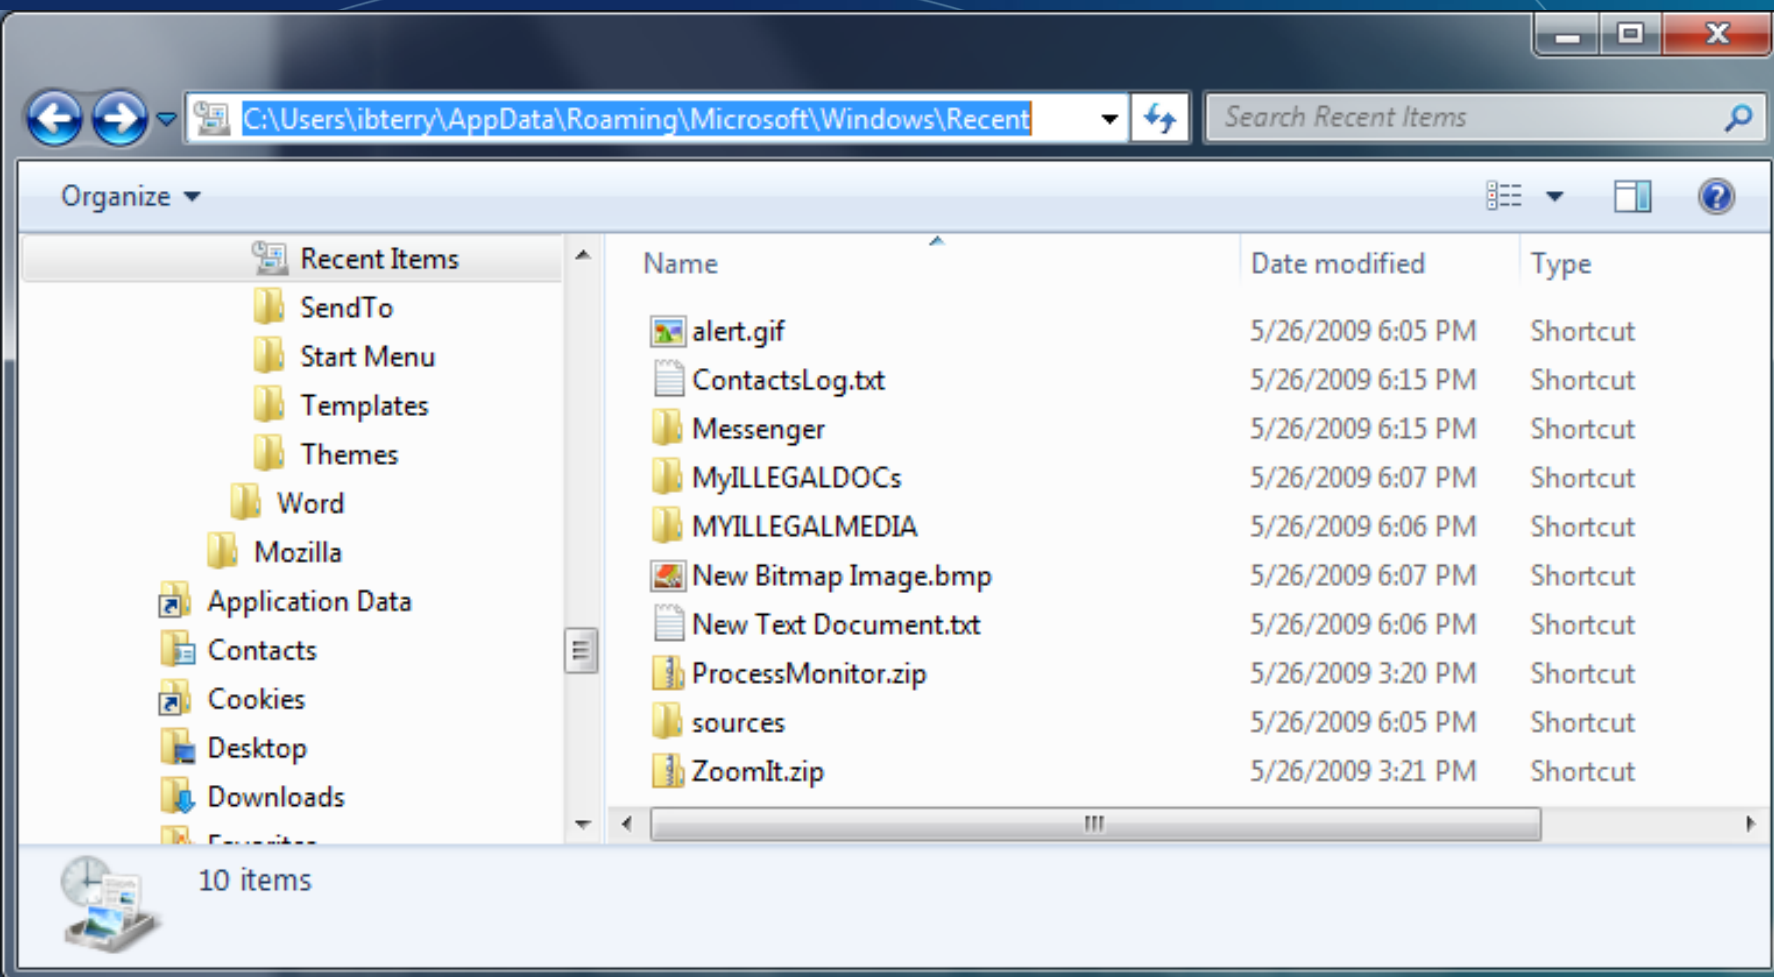 C:\Users\ibterry\AppData\Roaming\Microsoft\Windows\Recent
Search Recent Items
Organize
Recent Items
SendTo
Start Menu
Templates
Themes
Word
Mozilla
Application Data
Contacts
Cookies
Desktop
Downloads
Name Date modified Type
alert.gif 5/26/2009 6:05 PM Shortcut
ContactsLog.txt 5/26/2009 6:15 PM Shortcut
Messenger 5/26/2009 6:15 PM Shortcut
MyILLEGALDOCs 5/26/2009 6:07 PM Shortcut
MYILLEGALMEDIA 5/26/2009 6:06 PM Shortcut
New Bitmap Image.bmp 5/26/2009 6:07 PM Shortcut
New Text Document.txt 5/26/2009 6:06 PM Shortcut
ProcessMonitor.zip 5/26/2009 3:20 PM Shortcut
sources 5/26/2009 6:05 PM Shortcut
ZoomIt.zip 5/26/2009 3:21 PM Shortcut
10 items